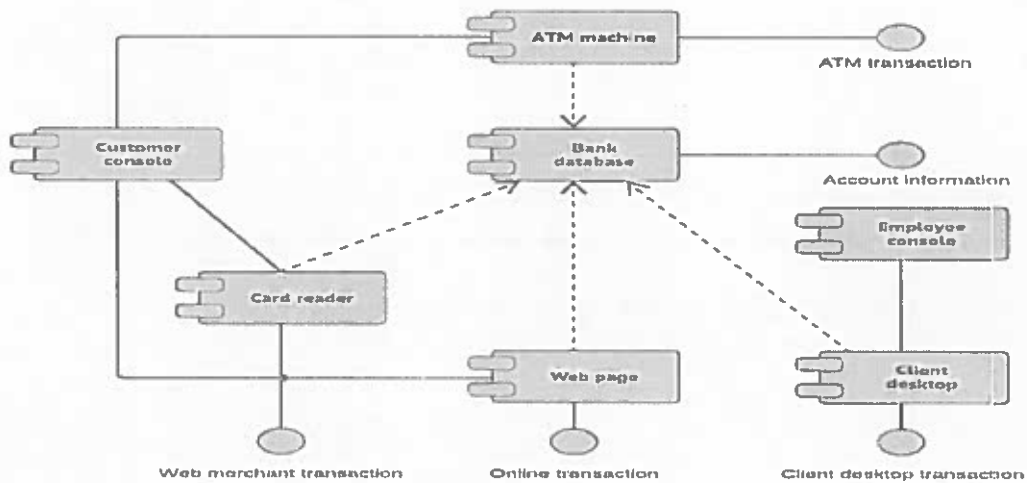 ATM machine
ATM transaction
Customer
console
Bank
database
Account information
Employee
console
Card reader
Web page
Client
desktop
Web merchant transaction
Online transaction
Client desktop transaction